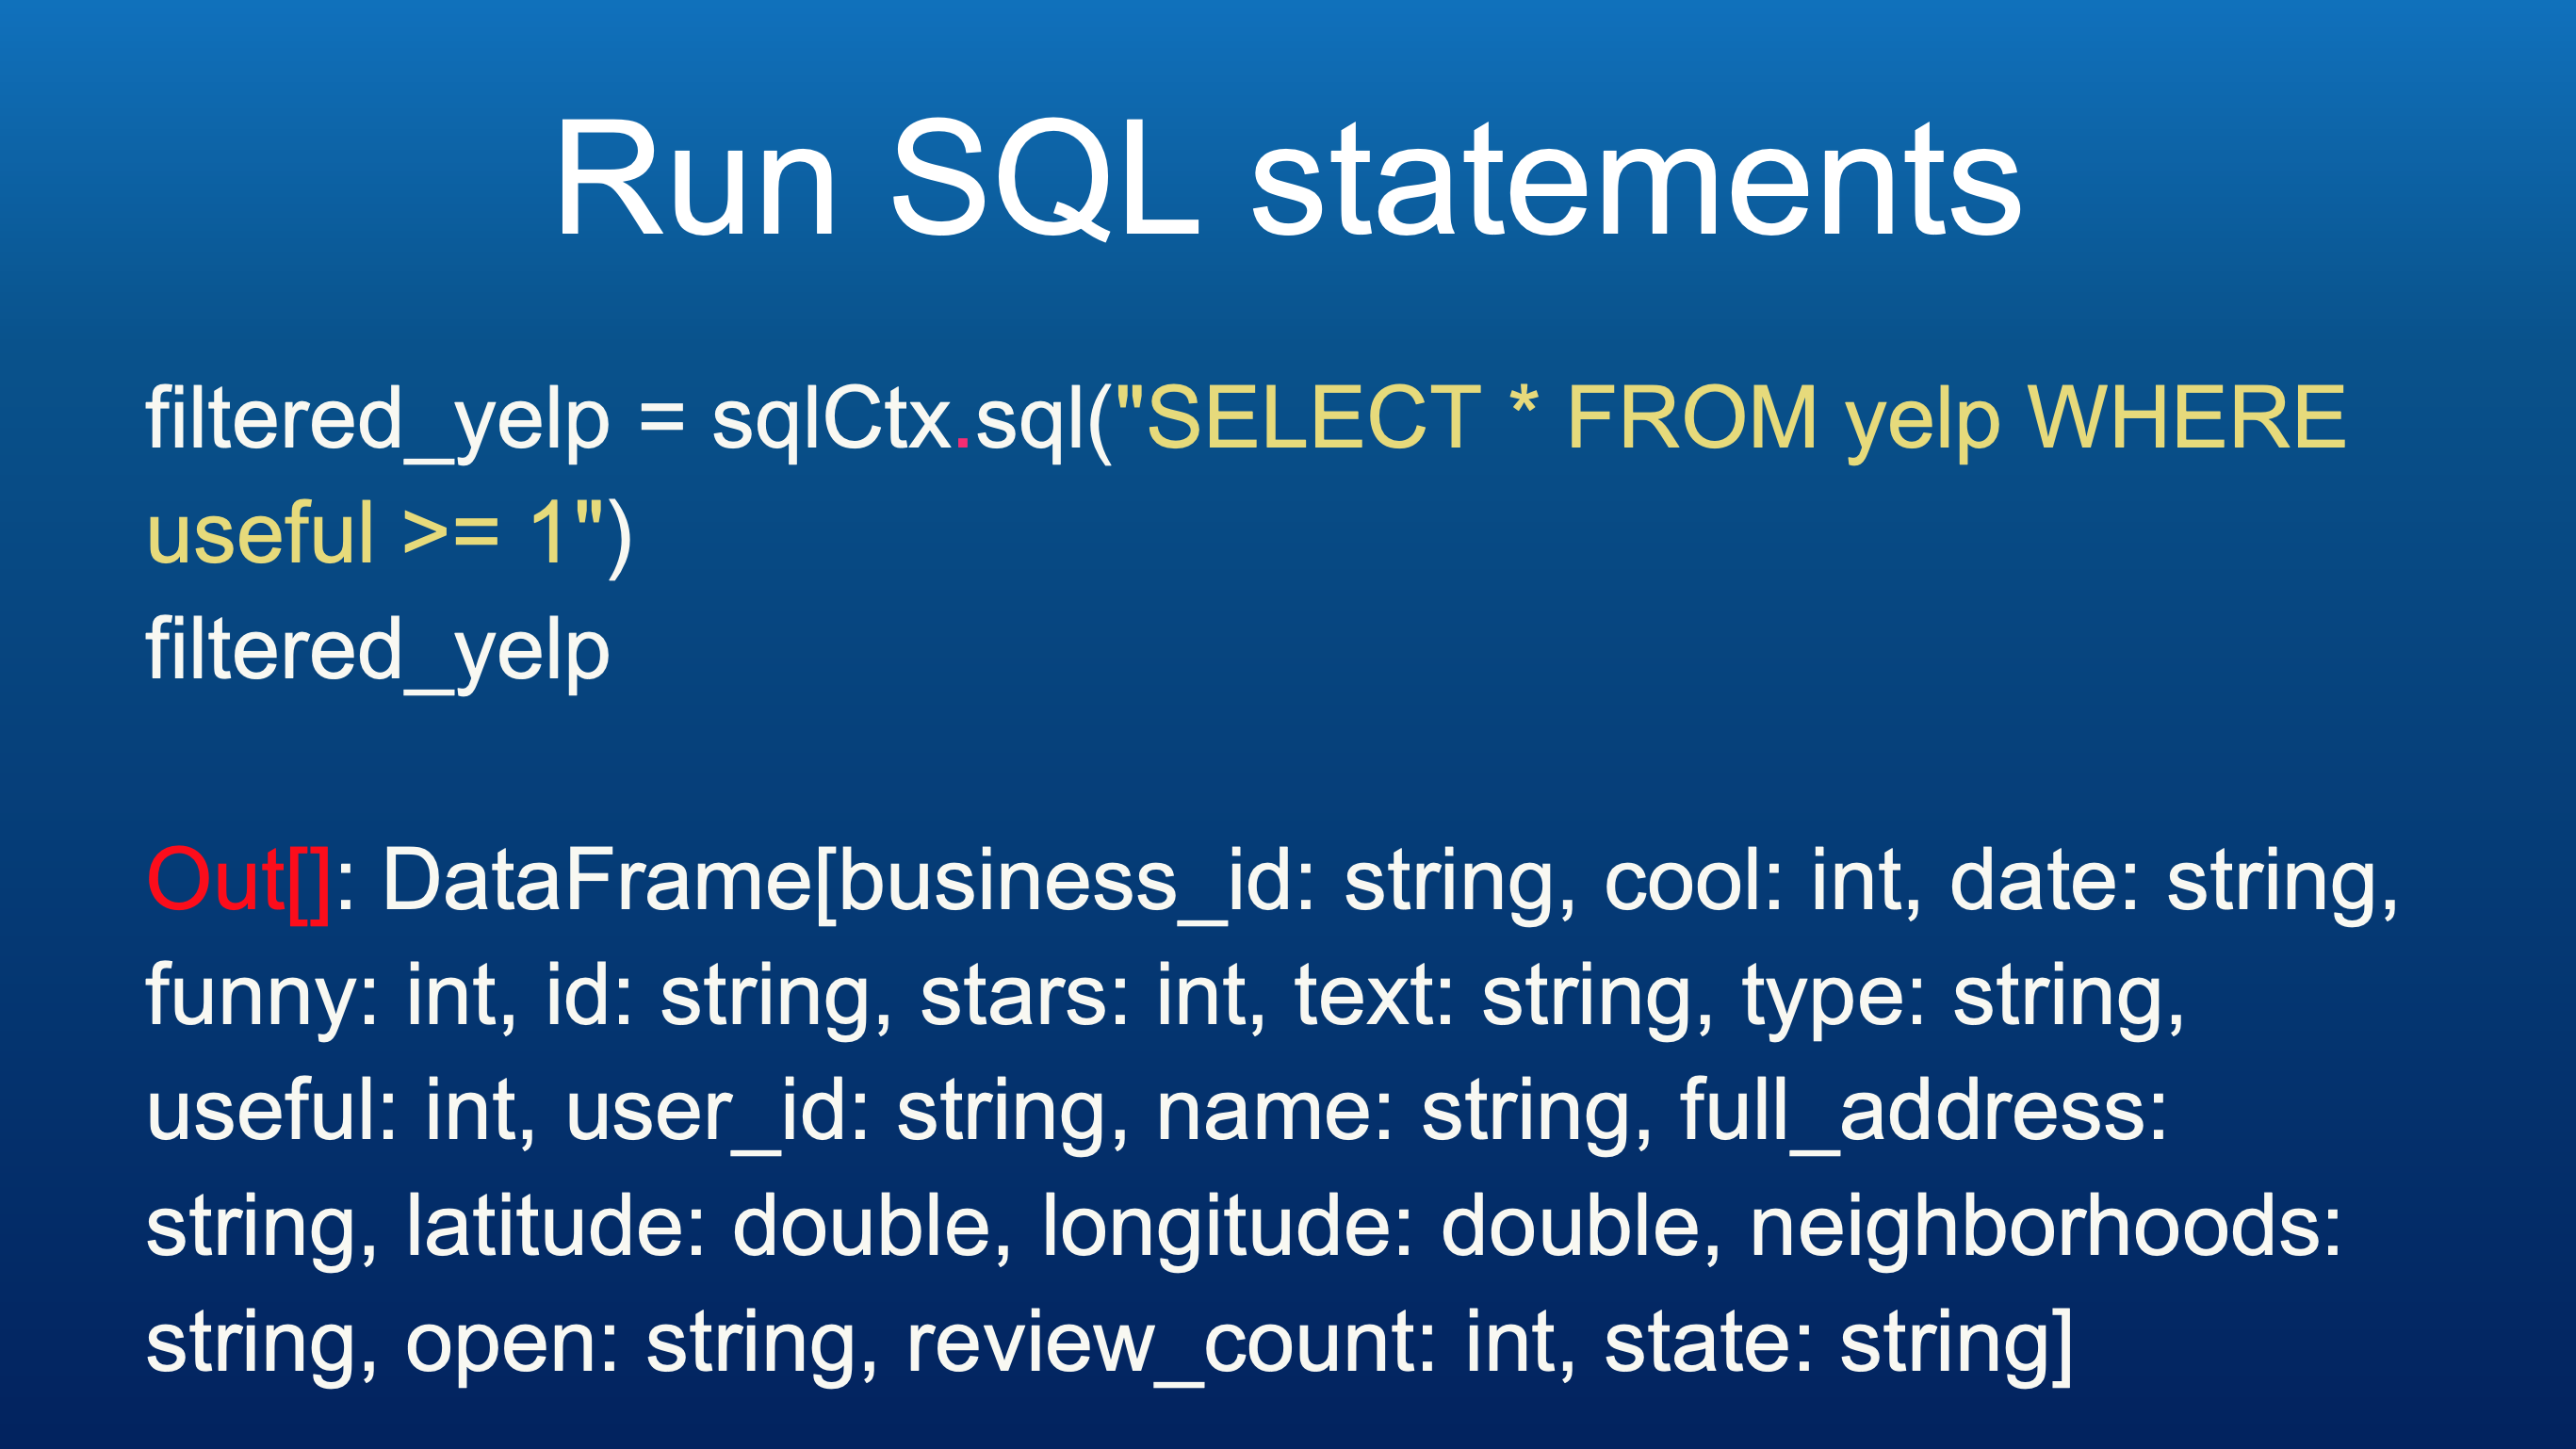 Run SQL statements
filtered_yelp = sqlCtx.sql("SELECT * FROM yelp WHERE
useful >= 1")
filtered_yelp
Out[]: DataFrame[business_id: string, cool: int, date: string,
funny: int, id: string, stars: int, text: string, type: string,
useful: int, user_id: string, name: string, full_address:
string, latitude: double, longitude: double, neighborhoods:
string, open: string, review_count: int, state: string]